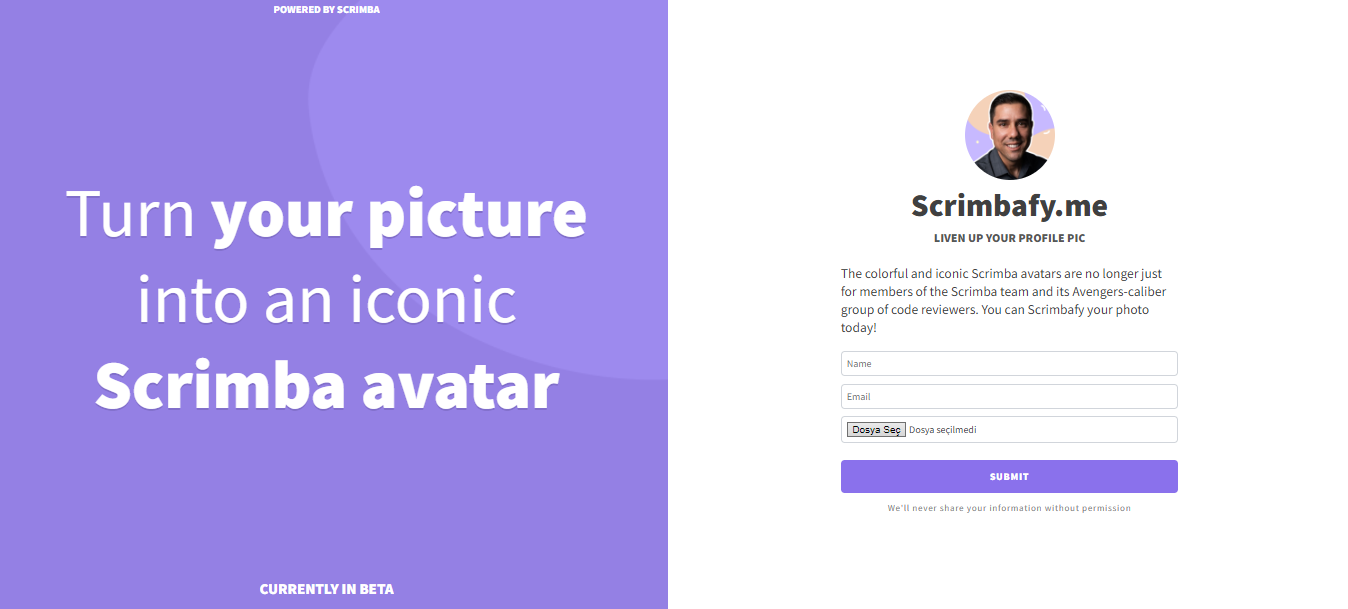 POWERED BY SCRIMBA
Turn your picture
into an iconic
Scrimba avatar
CURRENTLY IN BETA
Scrimbafy.me
LIVEN UP YOUR PROFILE PIC
The colorful and iconic Scrimba avatars are no longer just
for members of the Scrimba team and its Avengers-caliber
group of code reviewers. You can Scrimbafy your photo
today!
Name
Email
Dosya Seç Dosya seçilmedi
SUBMIT
We'll never share your information without permission